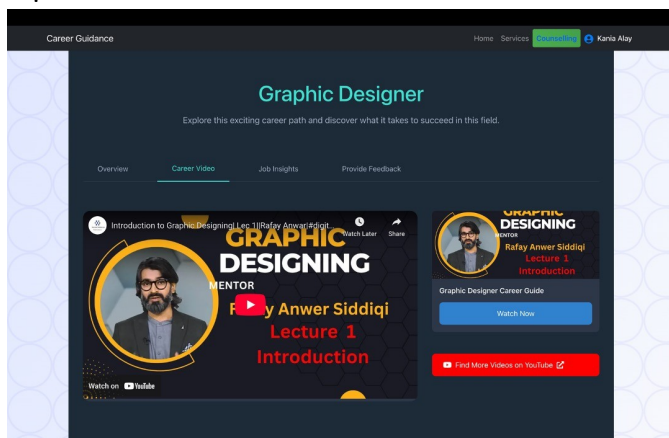 Career Guidance
Home Services Counselling Kania Alay
Graphic Designer
Explore this exciting career path and discover what it takes to succeed in this field.
Overview Career Video Job Insights Provide Feedback
Introduction to Graphic Designing| Lec 1||Rafay Anwar|#digit...
Watch Later Share
GRAPHIC
DESIGNING
MENTOR
y Anwer Siddiqi
Lecture 1
Introduction
Watch on YouTube
GRAPHIC
DESIGNING
MENTOR
Rafay Anwer Siddiqi
Lecture 1
Introduction
Graphic Designer Career Guide
Watch Now
Find More Videos on YouTube